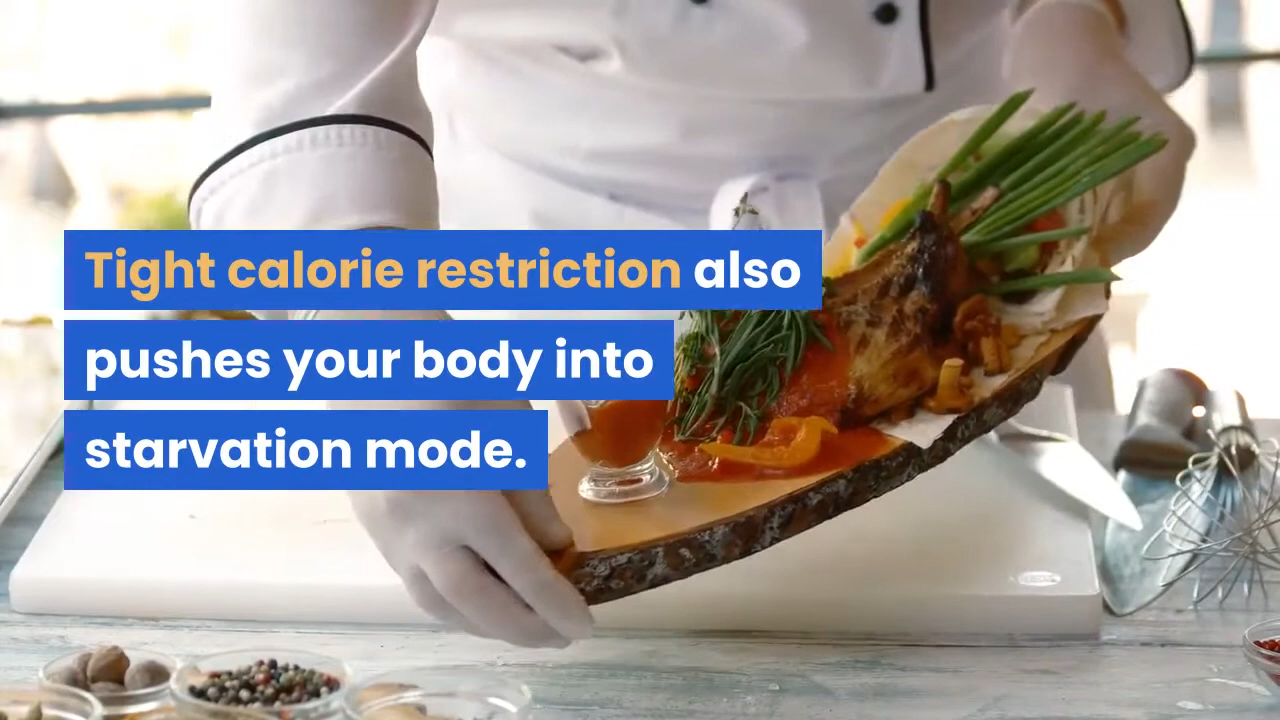 Tight calorie restriction also
pushes your body into
starvation mode.